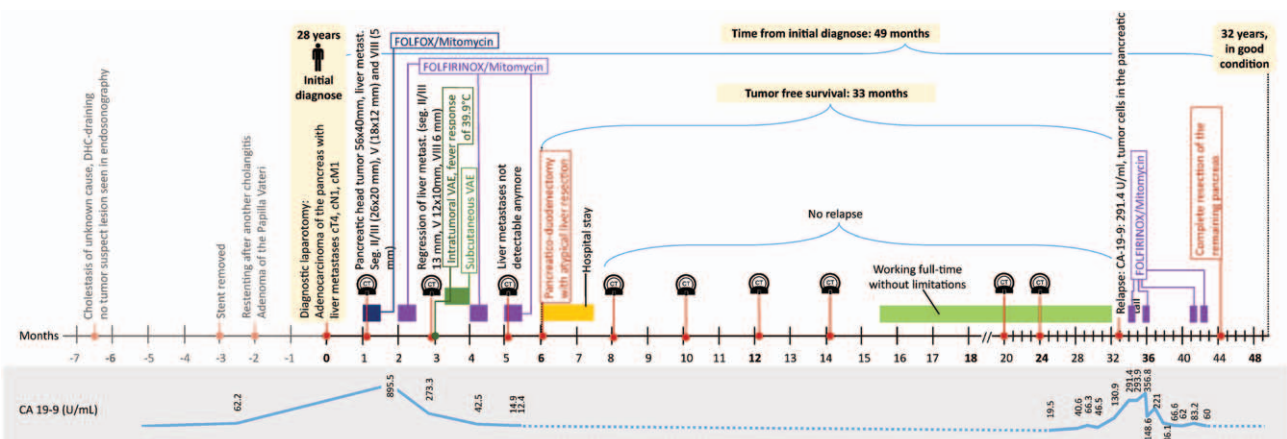 28 years
Initial
diagnose
FOLFOX/Mitomycin
FOLFIRINOX/Mitomycin
Time from initial diagnose: 49 months
Tumor free survival: 33 months
32 years,
in good
condition
Cholestasis of unknown cause, DHC-draining
no tumor suspect lesion seen in endosonography
Stent removed
Restenting after another cholangitis
Adenoma of the Papilla Vateri
Diagnostic laparotomy:
Adenocarcinoma of the pancreas with
liver metastases cT4, cN1, cM1
Pancreatic head tumor 56x40mm, liver metast.
Seg. II/III (26x20 mm), V (18x12 mm) and VIII (5
mm)
Regression of liver metast. (seg. II/III
13 mm, V 12x10mm, VIII 6 mm)
Intratumoral VAE, fever response
of 39.9°C
Subcutaneous VAE
Liver metastases not
detectable anymore
Pancreatico-duodenectomy
with atypical liver resection
Hospital stay
No relapse
Working full-time
without limitations
Relapse: CA-19-9: 291.4 U/ml, tumor cells in the pancreatic
tail
FOLFIRINOX/Mitomycin
Complete resection of the
remaining pancreas
CT CT CT CT CT CT CT CT CT
Months
-7 -6 -5 -4 -3 -2 -1 0 1 2 3 4 5 6 7 8 9 10 11 12 13 14 15 16 17 18 // 20 24 28 32 36 40 44 48
CA 19-9 (U/mL)
62.2 895.5 273.3 42.5 14.9 12.4 19.5 40.6 66.3 46.5 130.9 291.4 293.9 356.8 148.6 221 66.6 62 83.2 60